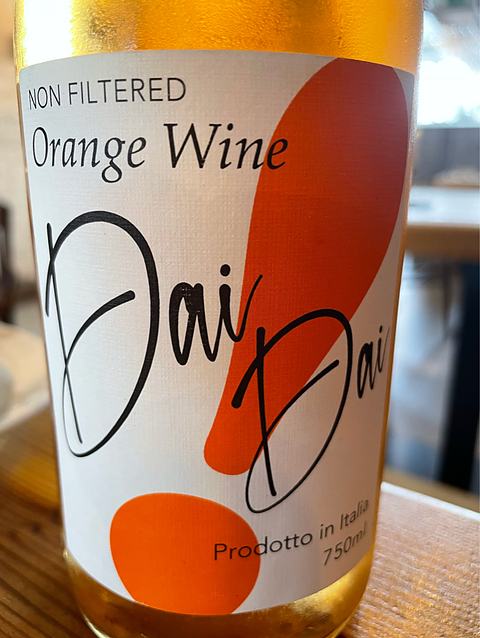 NON FILTERED
Orange Wine
Dai
Dai
Prodotto in Italia
750ml